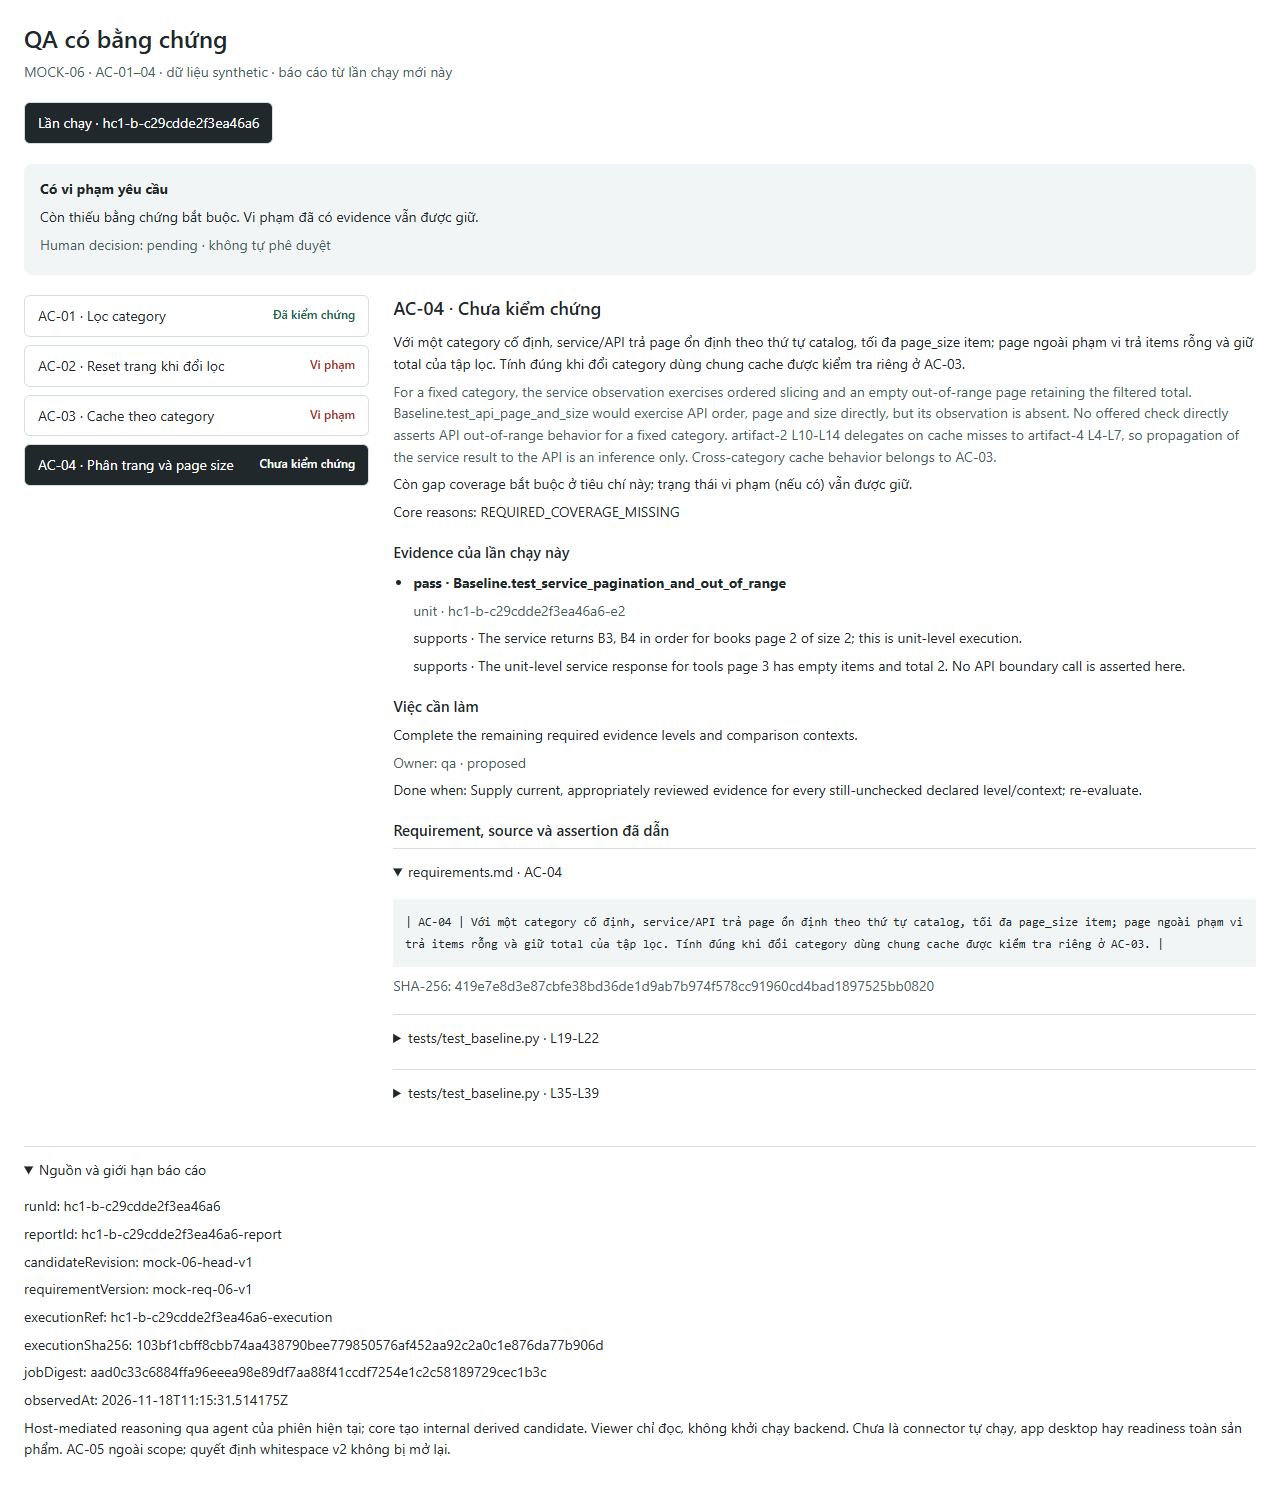 QA có bằng chứng
MOCK-06 · AC-01–04 · dữ liệu synthetic · báo cáo từ lần chạy mới này
Lần chạy · hc1-b-c29cdde2f3ea46a6
Có vi phạm yêu cầu
Còn thiếu bằng chứng bắt buộc. Vi phạm đã có evidence vẫn được giữ.
Human decision: pending · không tự phê duyệt
AC-01 · Lọc category Đã kiểm chứng
AC-02 · Reset trang khi đổi lọc Vi phạm
AC-03 · Cache theo category Vi phạm
AC-04 · Phân trang và page size Chưa kiểm chứng
AC-04 · Chưa kiểm chứng
Với một category cố định, service/API trả page ổn định theo thứ tự catalog, tối đa page_size item; page ngoài phạm vi trả items rỗng và giữ
total của tập lọc. Tính đúng khi đổi category dùng chung cache được kiểm tra riêng ở AC-03.
For a fixed category, the service observation exercises ordered slicing and an empty out-of-range page retaining the filtered total.
Baseline.test_api_page_and_size would exercise API order, page and size directly, but its observation is absent. No offered check directly
asserts API out-of-range behavior for a fixed category. artifact-2 L10-L14 delegates on cache misses to artifact-4 L4-L7, so propagation of
the service result to the API is an inference only. Cross-category cache behavior belongs to AC-03.
Còn gap coverage bắt buộc ở tiêu chí này; trạng thái vi phạm (nếu có) vẫn được giữ.
Core reasons: REQUIRED_COVERAGE_MISSING
Evidence của lần chạy này
• pass · Baseline.test_service_pagination_and_out_of_range
unit · hc1-b-c29cdde2f3ea46a6-e2
supports · The service returns B3, B4 in order for books page 2 of size 2; this is unit-level execution.
supports · The unit-level service response for tools page 3 has empty items and total 2. No API boundary call is asserted here.
Việc cần làm
Complete the remaining required evidence levels and comparison contexts.
Owner: qa · proposed
Done when: Supply current, appropriately reviewed evidence for every still-unchecked declared level/context; re-evaluate.
Requirement, source và assertion đã dẫn
▼ requirements.md · AC-04
| AC-04 | Với một category cố định, service/API trả page ổn định theo thứ tự catalog, tối đa page_size item; page ngoài phạm vi
trả items rỗng và giữ total của tập lọc. Tính đúng khi đổi category dùng chung cache được kiểm tra riêng ở AC-03. |
SHA-256: 419e7e8d3e87cbfe38bd36de1d9ab7b974f578cc91960cd4bad1897525bb0820
▶ tests/test_baseline.py · L19-L22
▶ tests/test_baseline.py · L35-L39
▼ Nguồn và giới hạn báo cáo
runId: hc1-b-c29cdde2f3ea46a6
reportId: hc1-b-c29cdde2f3ea46a6-report
candidateRevision: mock-06-head-v1
requirementVersion: mock-req-06-v1
executionRef: hc1-b-c29cdde2f3ea46a6-execution
executionSha256: 103bf1cbff8cbb74aa438790bee779850576af452aa92c2a0c1e876da77b906d
jobDigest: aad0c33c6884ffa96eeea98e89df7aa88f41ccdf7254e1c2c58189729cec1b3c
observedAt: 2026-11-18T11:15:31.514175Z
Host-mediated reasoning qua agent của phiên hiện tại; core tạo internal derived candidate. Viewer chỉ đọc, không khởi chạy backend. Chưa là connector tự chạy, app desktop hay readiness toàn sản
phẩm. AC-05 ngoài scope; quyết định whitespace v2 không bị mở lại.